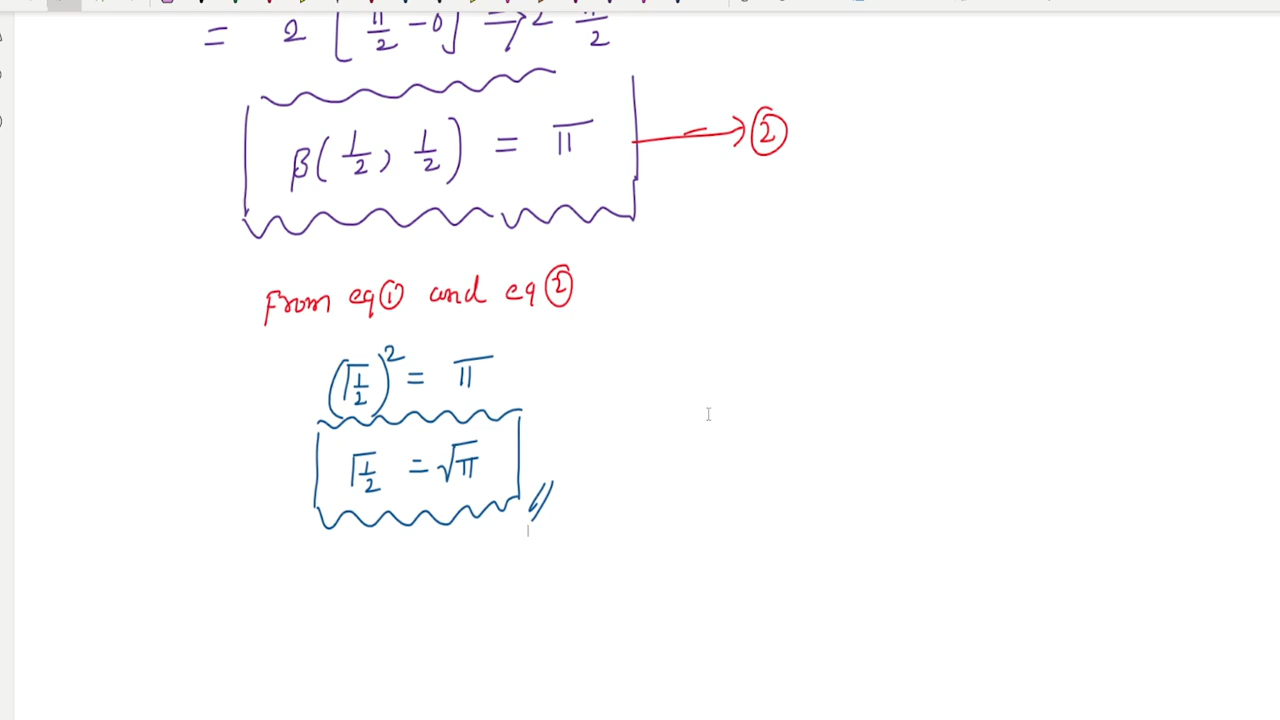 = 2 [π/2 - 0] ⇒ 2 π/2
β(1/2, 1/2) = π → ②
From eq① and eq②
(Γ1/2)² = π
Γ1/2 = √π //